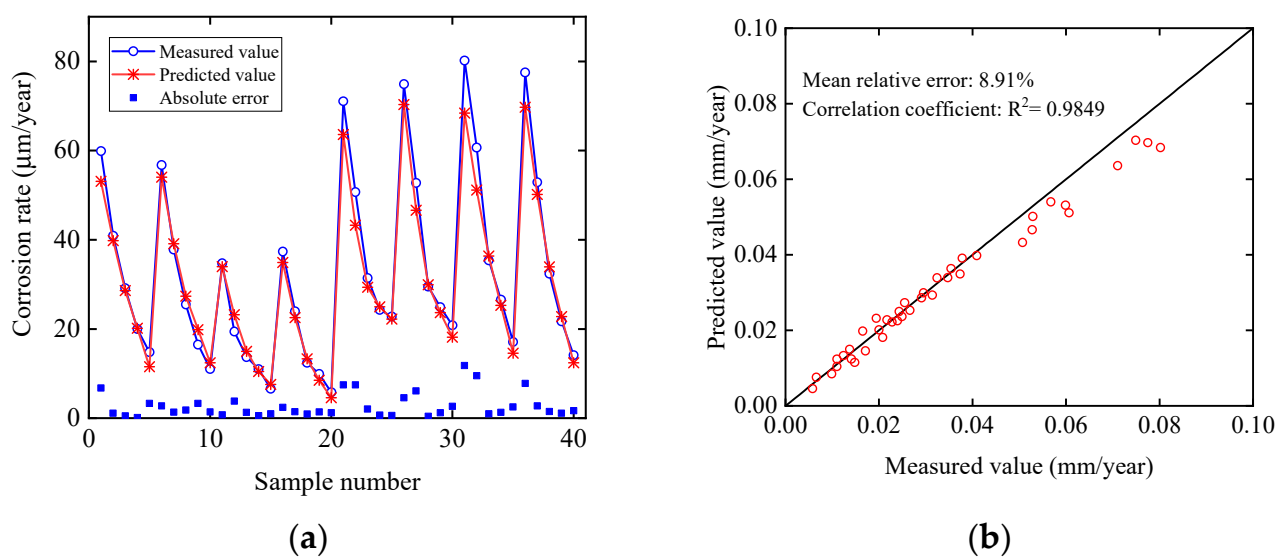 80
60
40
20
0
0
10
20
30
40
Corrosion rate (μm/year)
Measured value
Predicted value
Absolute error
Sample number
(a)
0.10
0.08
0.06
0.04
0.02
0.00
0.00
0.02
0.04
0.06
0.08
0.10
Predicted value (mm/year)
Mean relative error: 8.91%
Correlation coefficient: R²= 0.9849
Measured value (mm/year)
(b)